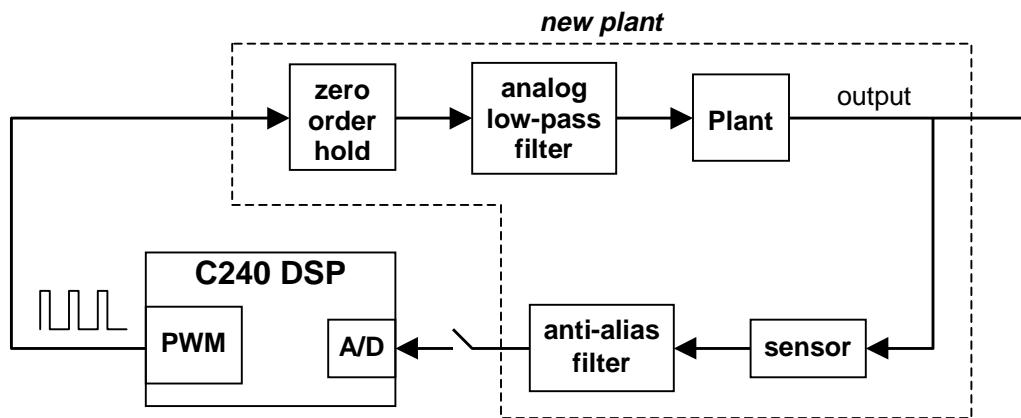 new plant
zero
order
hold
analog
low-pass
filter
Plant
output
C240 DSP
PWM
A/D
anti-alias
filter
sensor